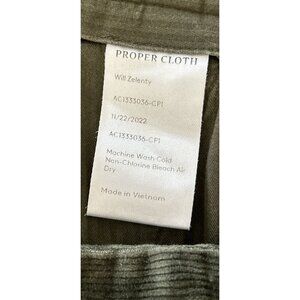 PROPER CLOTH
Will Zelenty
AC1333036-CP1
11/22/2022
AC1333036-CP1
Machine Wash Cold
Non-Chlorine Bleach Air
Dry
Made in Vietnam